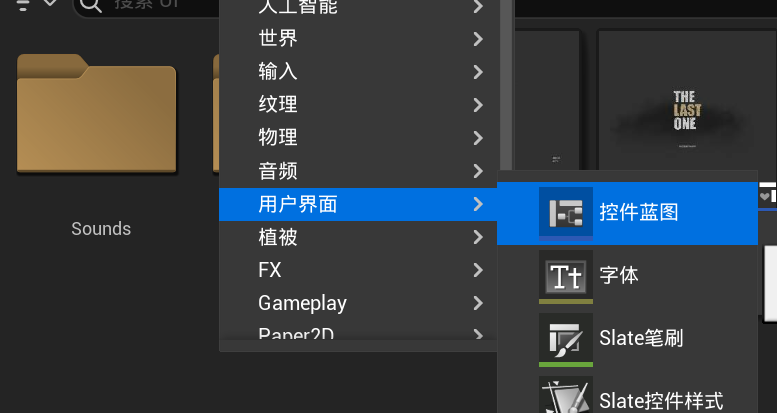 搜索 UI
人工智能
世界
输入
纹理
物理
音频
用户界面
植被
FX
Gameplay
Paper2D
Sounds
THE
LAST
ONE
控件蓝图
字体
Slate笔刷
Slate控件样式